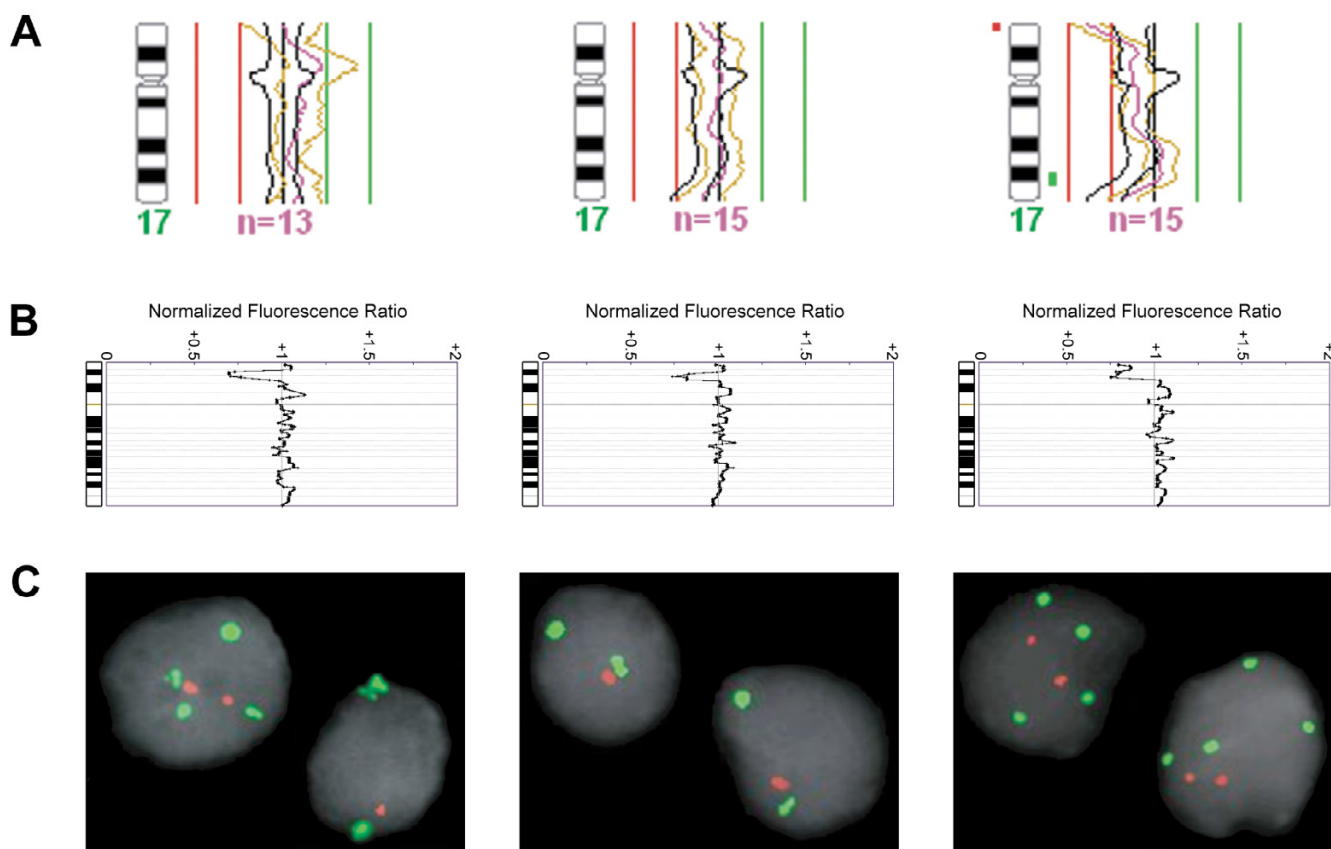 A
17 n=13
17 n=15
17 n=15
B
Normalized Fluorescence Ratio
0 +0.5 +1 +1.5 +2
Normalized Fluorescence Ratio
0 +0.5 +1 +1.5 +2
Normalized Fluorescence Ratio
0 +0.5 +1 +1.5 +2
C